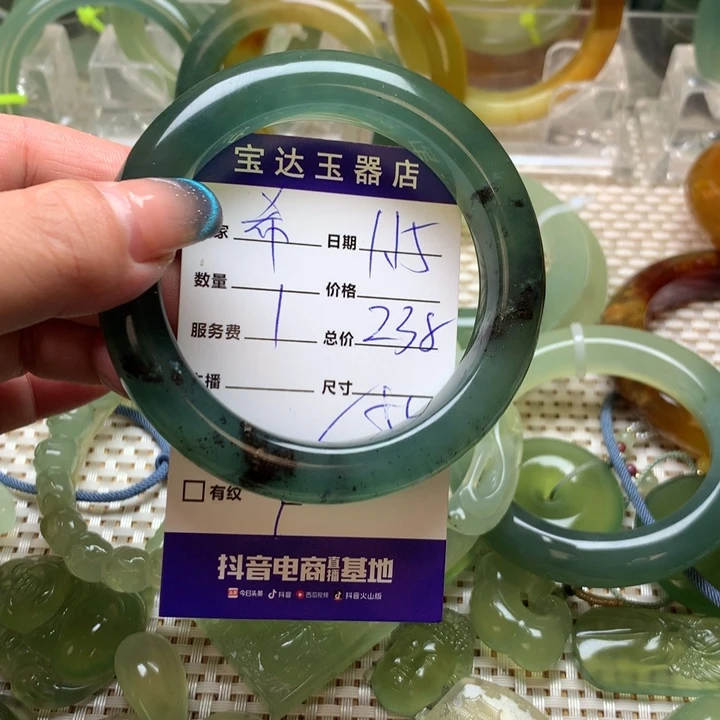 宝达玉器店
家 希 日期 11.5
数量 1 价格
服务费 总价 238
播 尺寸
□有纹
抖音电商直播基地
今日头条 抖音 西瓜视频 抖音火山版